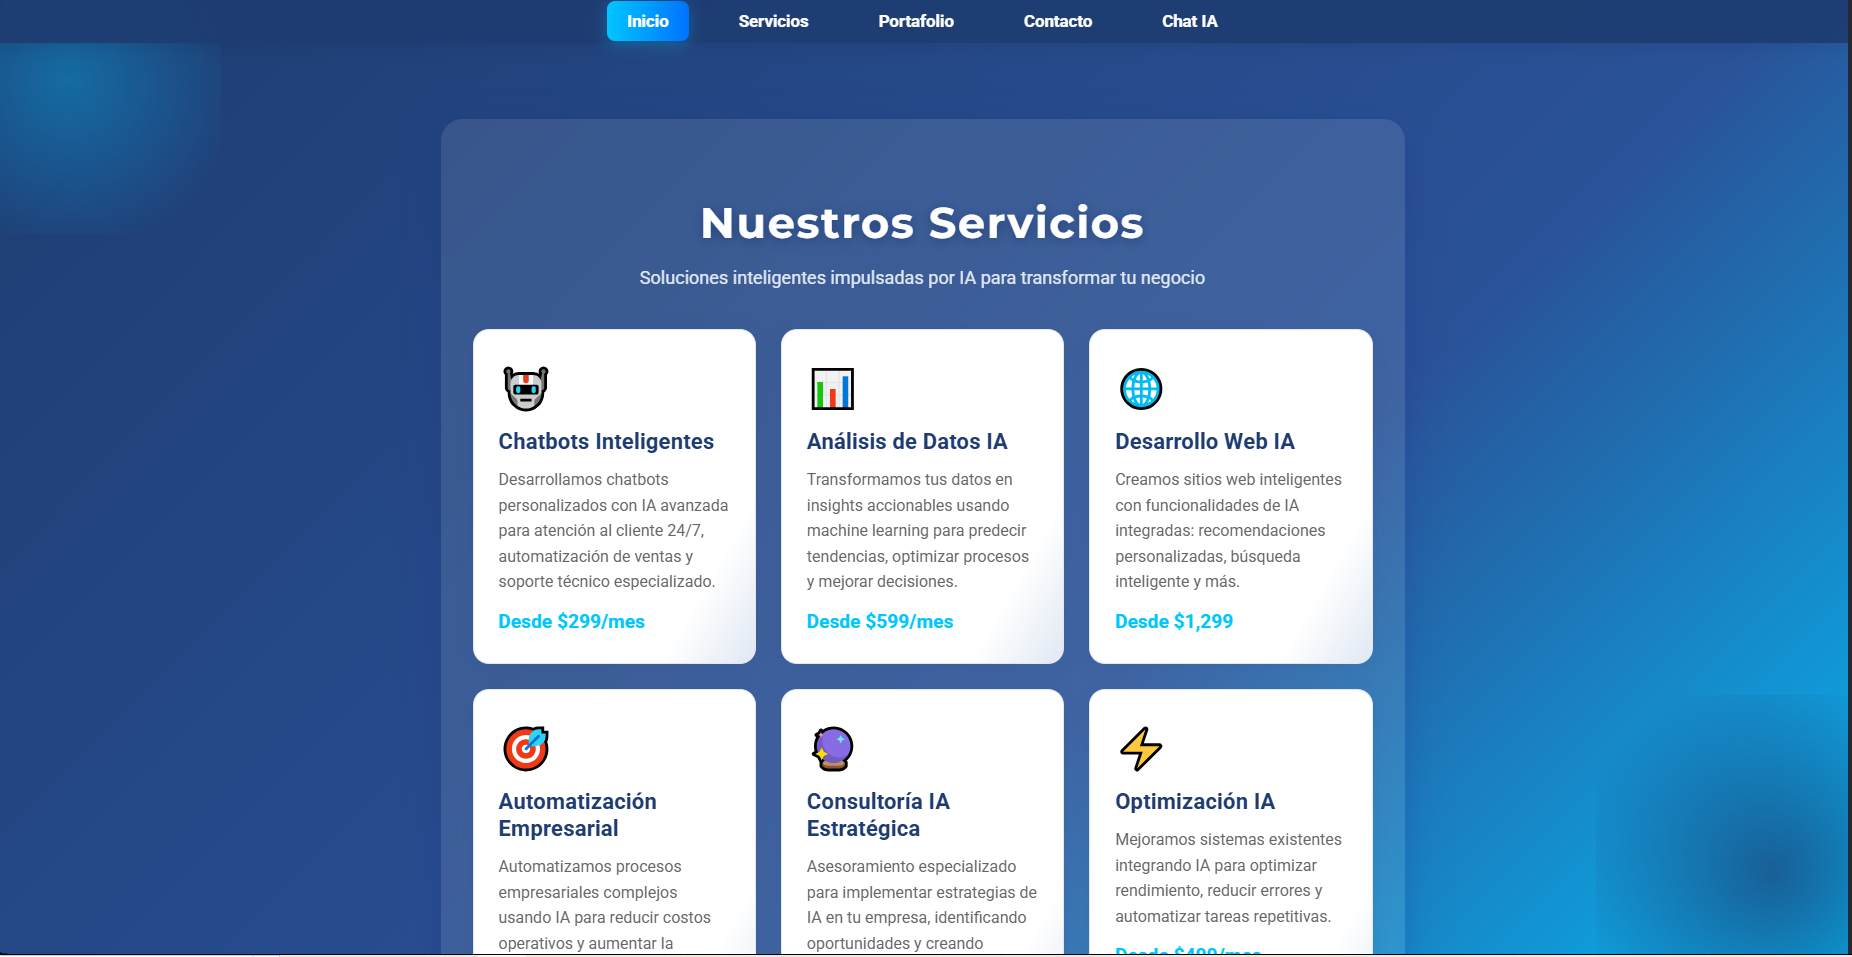 Inicio Servicios Portafolio Contacto Chat IA
Nuestros Servicios
Soluciones inteligentes impulsadas por IA para transformar tu negocio
Chatbots Inteligentes
Desarrollamos chatbots
personalizados con IA avanzada
para atención al cliente 24/7,
automatización de ventas y
soporte técnico especializado.
Desde $299/mes
Análisis de Datos IA
Transformamos tus datos en
insights accionables usando
machine learning para predecir
tendencias, optimizar procesos
y mejorar decisiones.
Desde $599/mes
Desarrollo Web IA
Creamos sitios web inteligentes
con funcionalidades de IA
integradas: recomendaciones
personalizadas, búsqueda
inteligente y más.
Desde $1,299
Automatización
Empresarial
Automatizamos procesos
empresariales complejos
usando IA para reducir costos
operativos y aumentar la
Consultoría IA
Estratégica
Asesoramiento especializado
para implementar estrategias de
IA en tu empresa, identificando
oportunidades y creando
Optimización IA
Mejoramos sistemas existentes
integrando IA para optimizar
rendimiento, reducir errores y
automatizar tareas repetitivas.
Desde